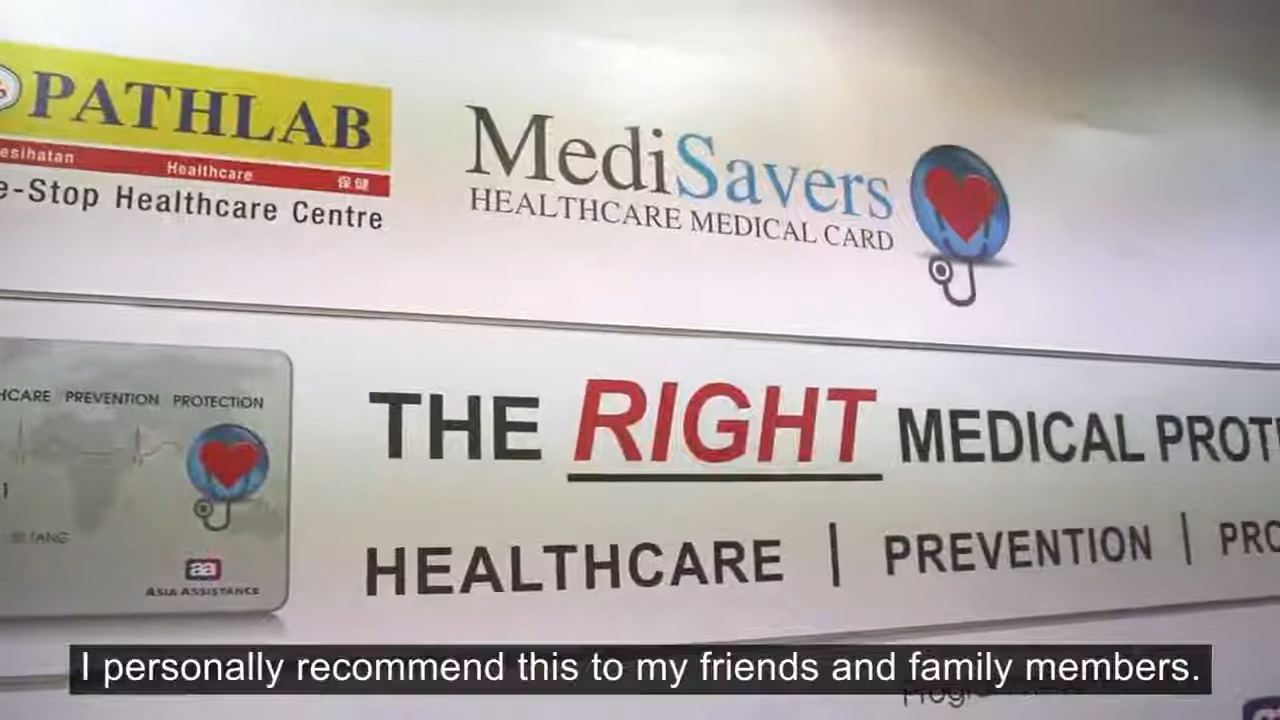 PATHLAB
esihatan Healthcare 保健
e-Stop Healthcare Centre
MediSavers
HEALTHCARE MEDICAL CARD
HCARE PREVENTION PROTECTION
aa
ASIA ASSISTANCE
THE RIGHT MEDICAL PROT
HEALTHCARE | PREVENTION | PRO
I personally recommend this to my friends and family members.